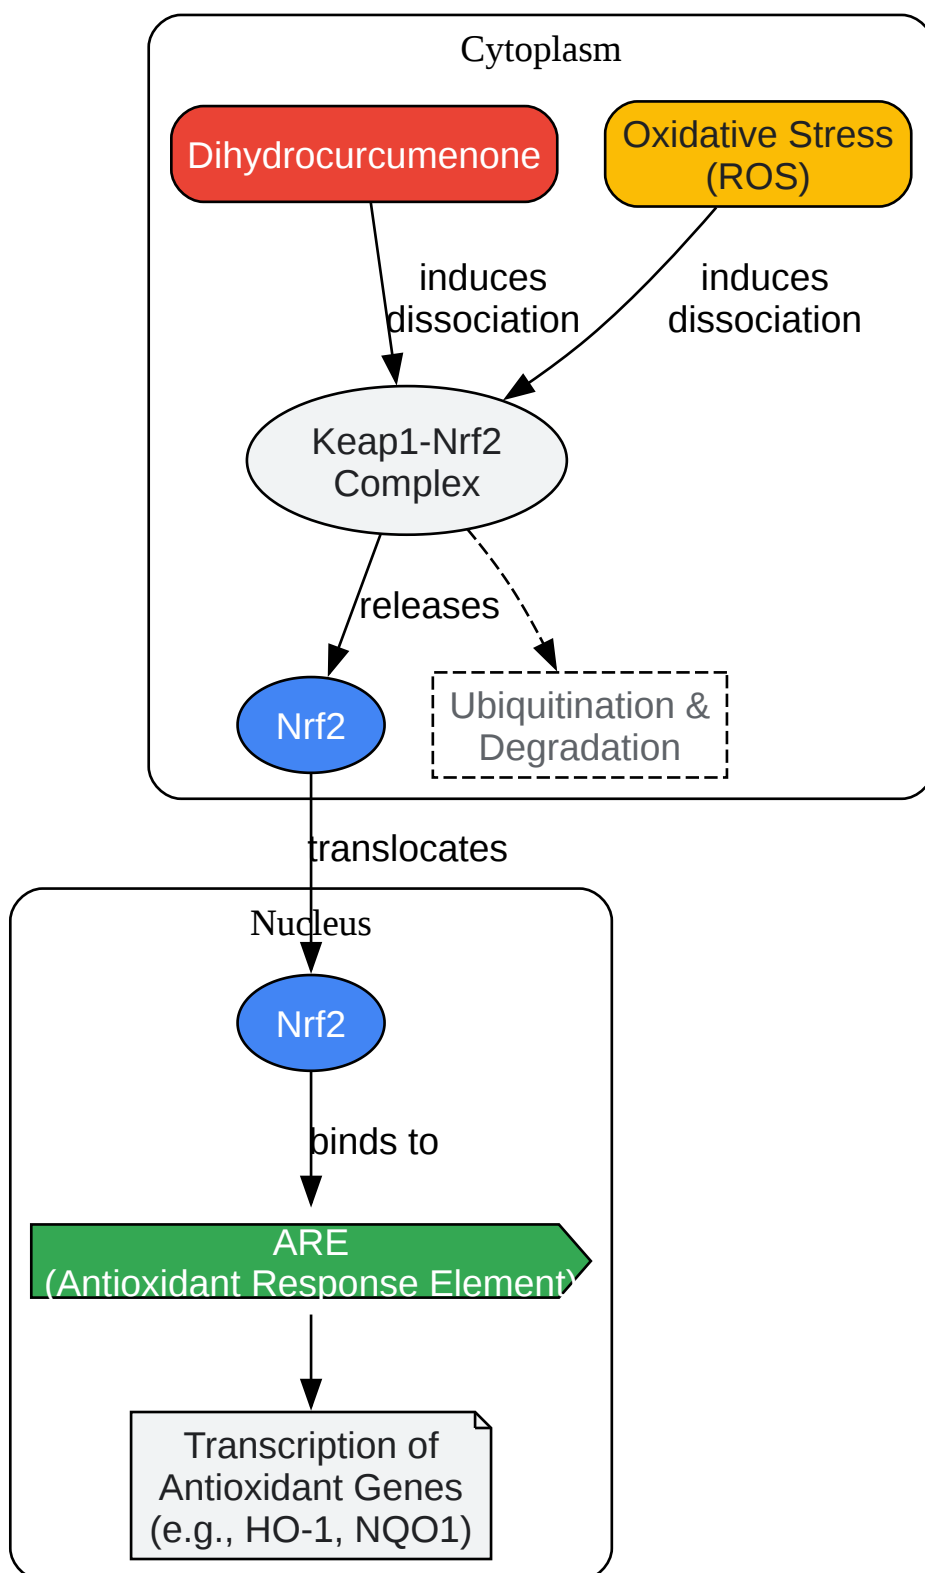 Cytoplasm
Dihydrocurcumenone
Oxidative Stress
(ROS)
induces
dissociation
induces
dissociation
Keap1-Nrf2
Complex
releases
Nrf2
Ubiquitination &
Degradation
translocates
Nucleus
Nrf2
binds to
ARE
(Antioxidant Response Element)
Transcription of
Antioxidant Genes
(e.g., HO-1, NQO1)